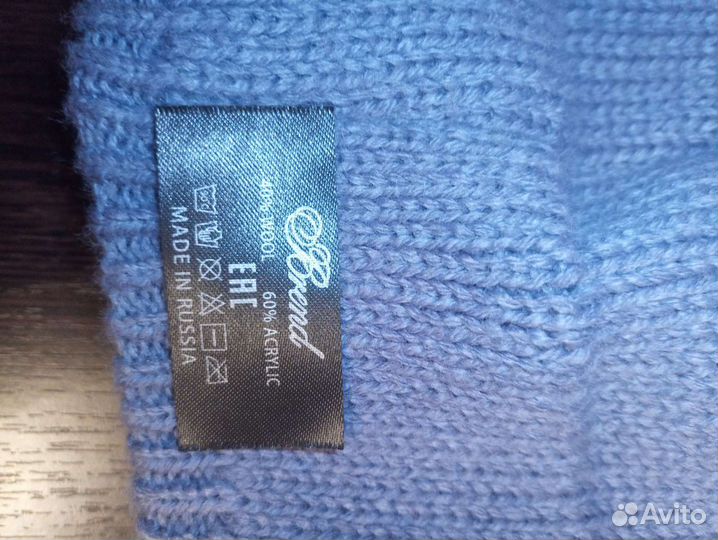 Brend
40% WOOL 60% ACRYLIC
EAC
MADE IN RUSSIA
Avito